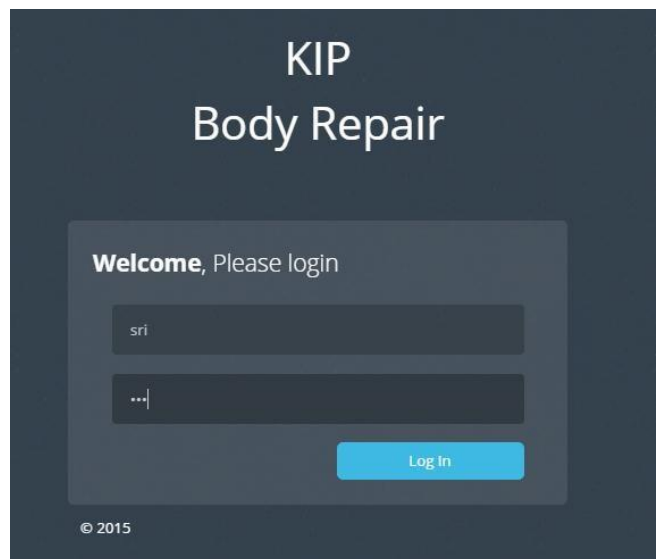 KIP
Body Repair
Welcome, Please login
sri
•••
Log In
© 2015